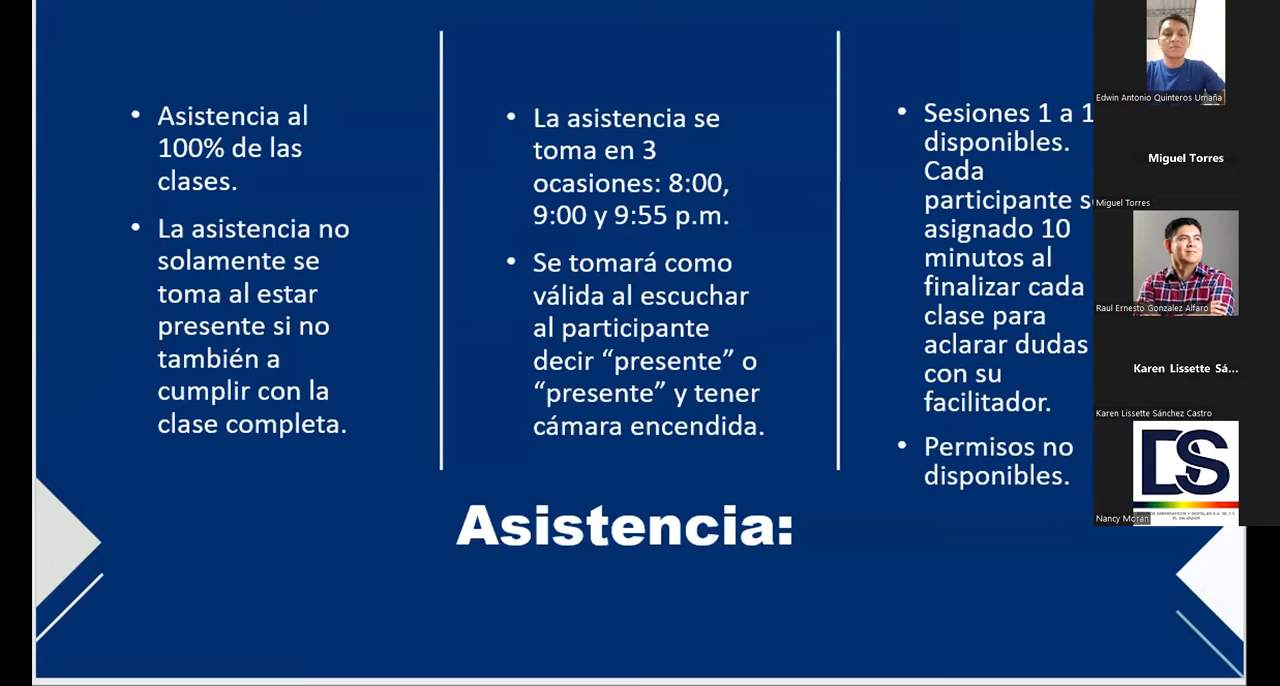 • Asistencia al
100% de las
clases.
• La asistencia no
solamente se
toma al estar
presente si no
también a
cumplir con la
clase completa.
• La asistencia se
toma en 3
ocasiones: 8:00,
9:00 y 9:55 p.m.
• Se tomará como
válida al escuchar
al participante
decir “presente” o
“presente” y tener
cámara encendida.
• Sesiones 1 a 1
disponibles.
Cada
participante
asignado 10
minutos al
finalizar cada
clase para
aclarar dudas
con su
facilitador.
• Permisos no
disponibles.
Asistencia:
Edwin Antonio Quinteros Umaña
Miguel Torres
Miguel Torres
Raul Ernesto Gonzalez Alfaro
Karen Lissette Sá...
Karen Lissette Sánchez Castro
DS
Nancy Moran
EL SALVADOR